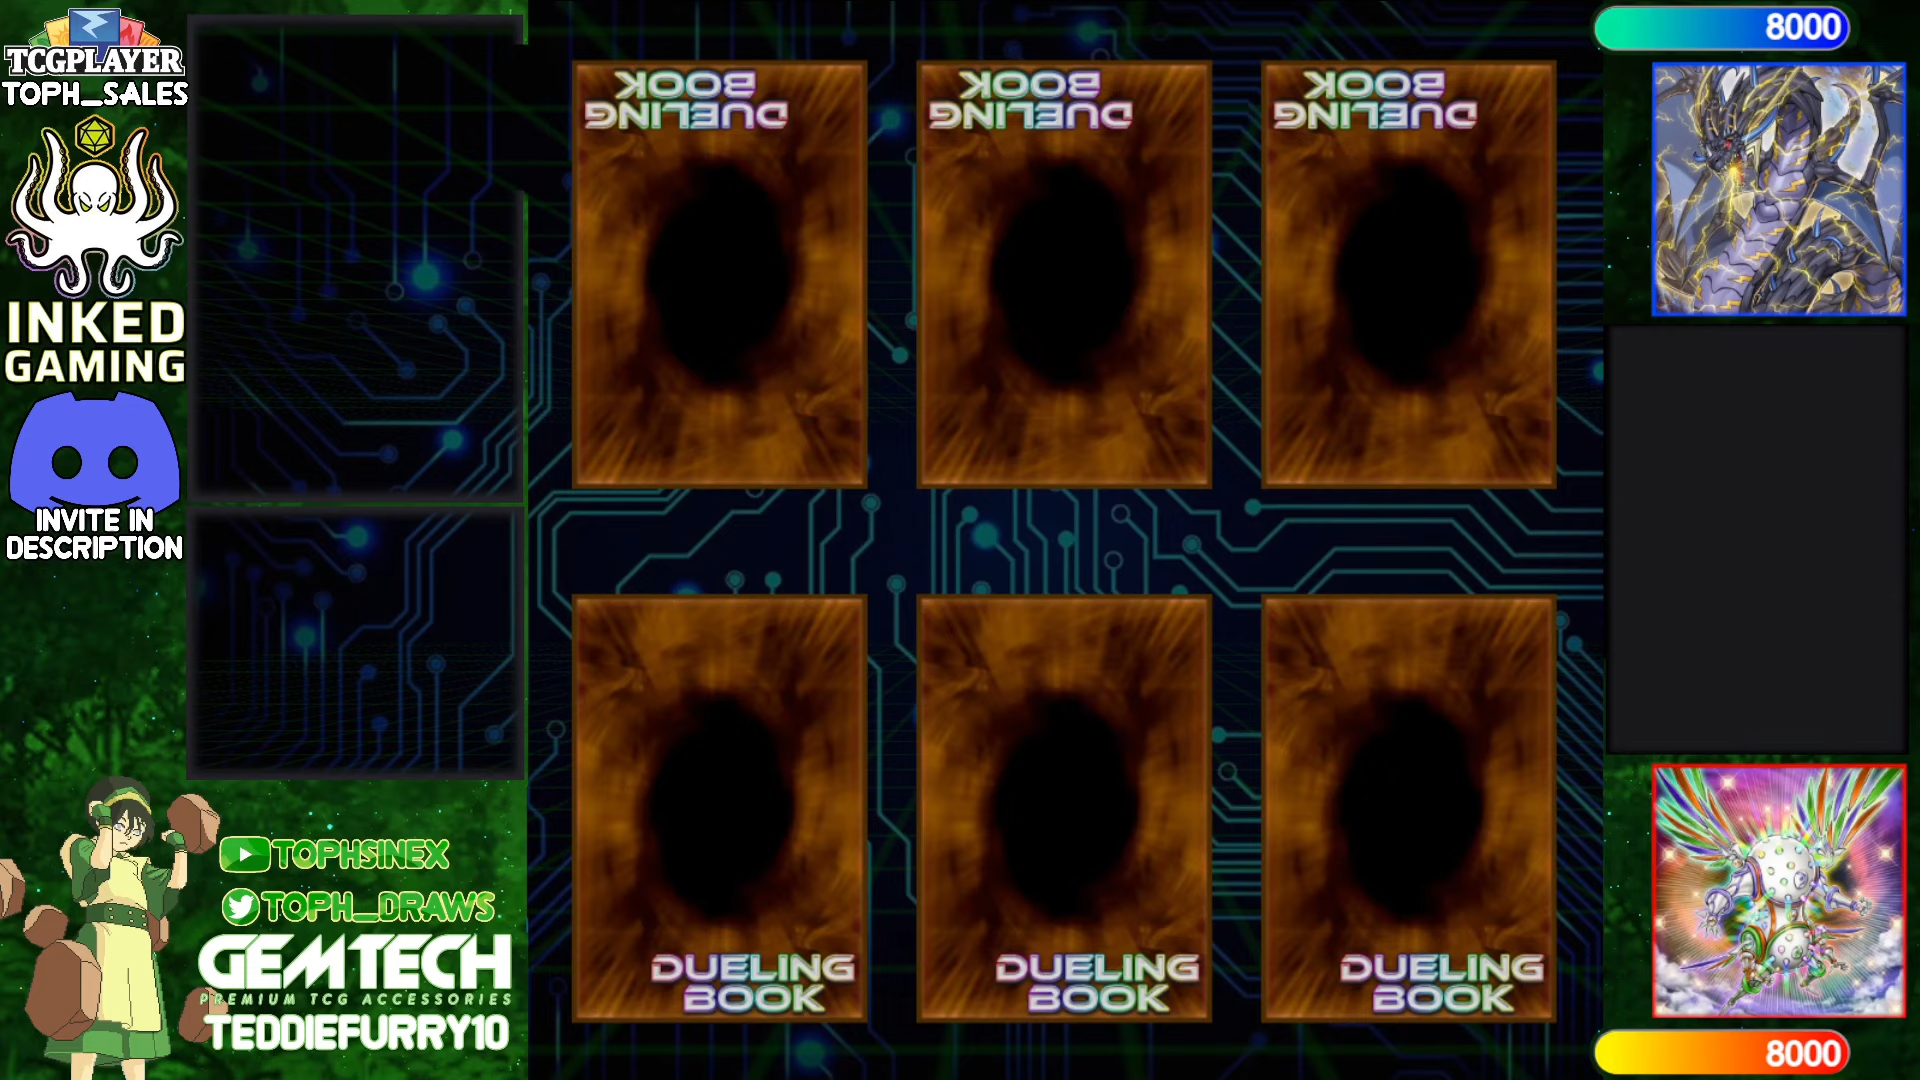 TCGPLAYER
TOPH_SALES
INKED
GAMING
INVITE IN
DESCRIPTION
TOPHSINEX
TOPH_DRAWS
GEMTECH
PREMIUM TCG ACCESSORIES
TEDDIEFURRY10
DUELING
BOOK
DUELING
BOOK
DUELING
BOOK
DUELING
BOOK
DUELING
BOOK
DUELING
BOOK
8000
8000